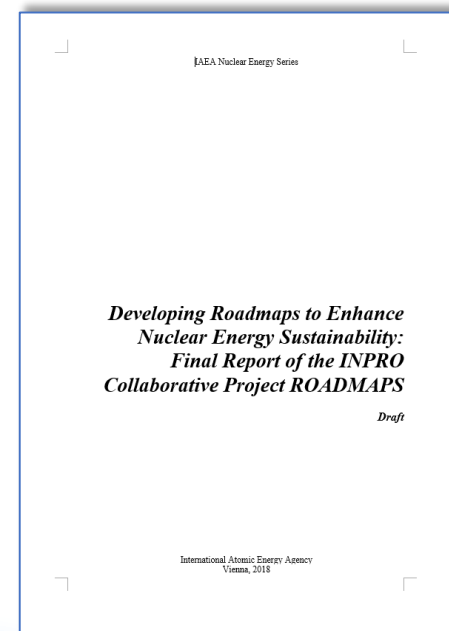 IAEA Nuclear Energy Series
Developing Roadmaps to Enhance
Nuclear Energy Sustainability:
Final Report of the INPRO
Collaborative Project ROADMAPS
Draft
International Atomic Energy Agency
Vienna, 2018